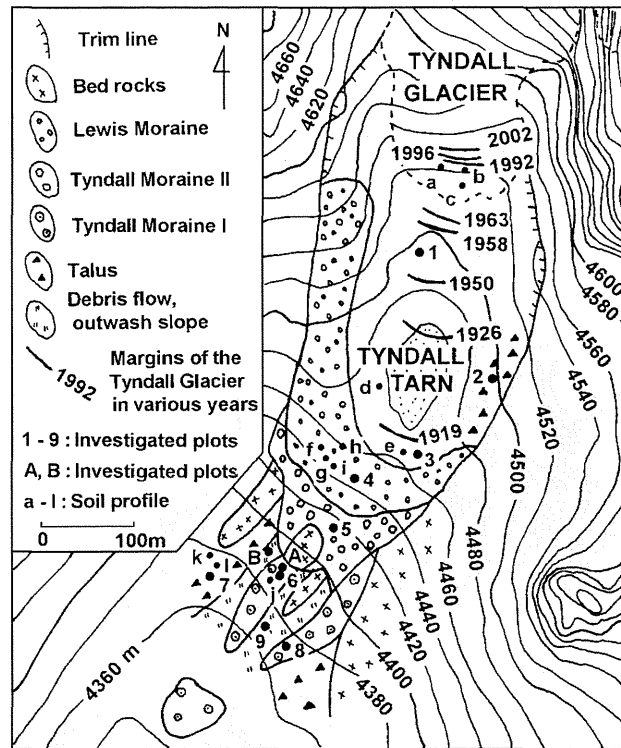 Trim line
N
Bed rocks
Lewis Moraine
Tyndall Moraine II
Tyndall Moraine I
Talus
Debris flow,
outwash slope
1992
Margins of the
Tyndall Glacier
in various years
1 - 9 : Investigated plots
A, B : Investigated plots
a - l : Soil profile
0 100m
4660
4640
4620
TYNDALL
GLACIER
2002
1996
1992
a
b
c
1963
1958
1
1950
1926
TYNDALL
TARN
d
2
1919
e
3
f
h
g
i
4
5
B
A
k
l
7
6
j
9
8
4600
4580
4560
4540
4520
4500
4480
4460
4440
4420
4400
4380
4360 m